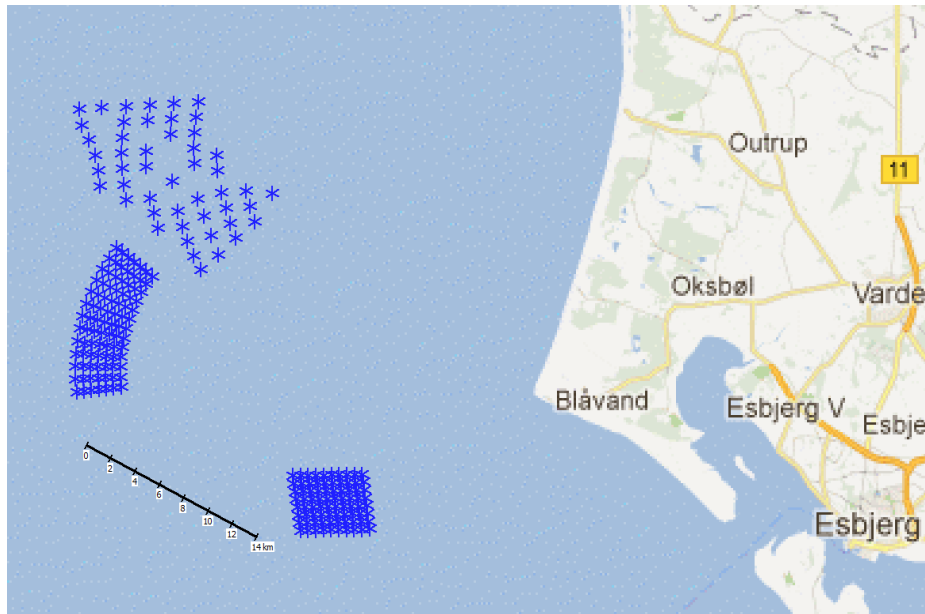 Outrup
11
Oksbøl
Varde
Blåvand
Esbjerg V
Esbje
0
2
4
6
8
10
12
14 km
Esbjerg